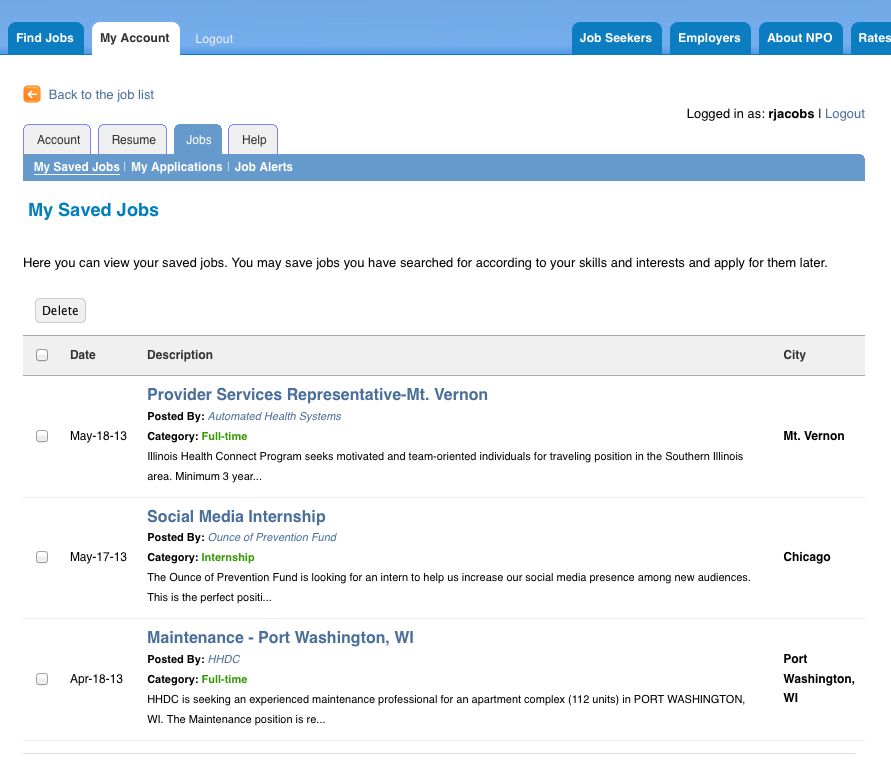 Find Jobs
My Account
Logout
Job Seekers
Employers
About NPO
Rates
Back to the job list
Logged in as: rjacobs | Logout
Account
Resume
Jobs
Help
My Saved Jobs | My Applications | Job Alerts
My Saved Jobs
Here you can view your saved jobs. You may save jobs you have searched for according to your skills and interests and apply for them later.
Delete
Date Description City
Provider Services Representative-Mt. Vernon
Posted By: Automated Health Systems
May-18-13 Category: Full-time Mt. Vernon
Illinois Health Connect Program seeks motivated and team-oriented individuals for traveling position in the Southern Illinois
area. Minimum 3 year...
Social Media Internship
Posted By: Ounce of Prevention Fund
May-17-13 Category: Internship Chicago
The Ounce of Prevention Fund is looking for an intern to help us increase our social media presence among new audiences.
This is the perfect positi...
Maintenance - Port Washington, WI
Posted By: HHDC Port
Apr-18-13 Category: Full-time Washington,
HHDC is seeking an experienced maintenance professional for an apartment complex (112 units) in PORT WASHINGTON, WI
WI. The Maintenance position is re...